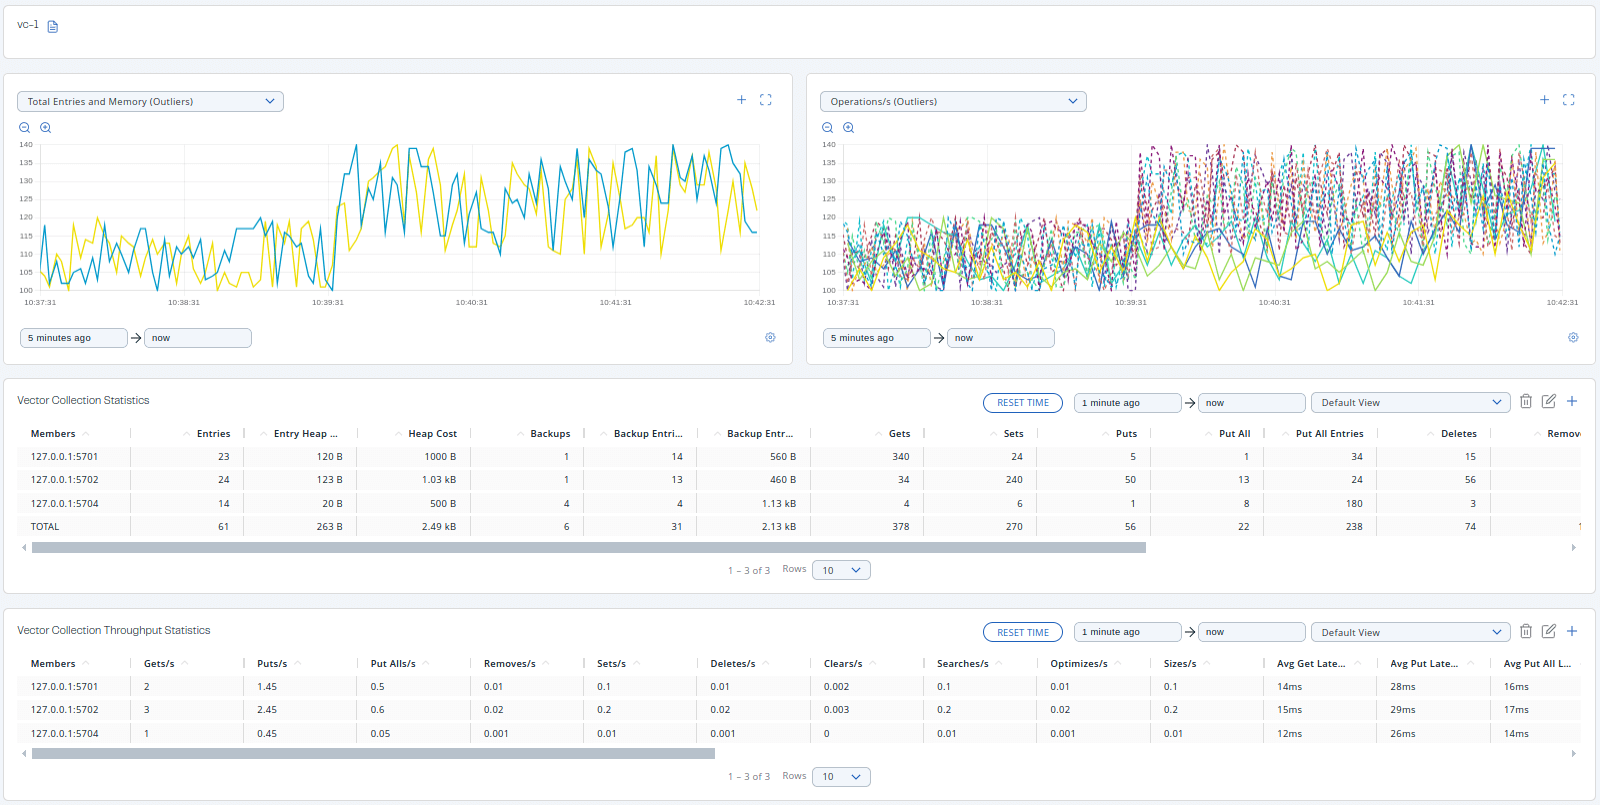 vc-1
Total Entries and Memory (Outliers)
140
135
130
125
120
115
110
105
100
10:37:31 10:38:31 10:39:31 10:40:31 10:41:31 10:42:31
5 minutes ago now
Operations/s (Outliers)
140
135
130
125
120
115
110
105
100
10:37:31 10:38:31 10:39:31 10:40:31 10:41:31 10:42:31
5 minutes ago now
Vector Collection Statistics RESET TIME 1 minute ago now Default View
Members Entries Entry Heap ... Heap Cost Backups Backup Entri... Backup Entr... Gets Sets Puts Put All Put All Entries Deletes Remov
127.0.0.1:5701 23 120 B 1000 B 1 14 560 B 340 24 5 1 34 15
127.0.0.1:5702 24 123 B 1.03 kB 1 13 460 B 34 240 50 13 24 56
127.0.0.1:5704 14 20 B 500 B 4 4 1.13 kB 4 6 1 8 180 3
TOTAL 61 263 B 2.49 kB 6 31 2.13 kB 378 270 56 22 238 74
1 – 3 of 3 Rows 10
Vector Collection Throughput Statistics RESET TIME 1 minute ago now Default View
Members Gets/s Puts/s Put Alls/s Removes/s Sets/s Deletes/s Clears/s Searches/s Optimizes/s Sizes/s Avg Get Late... Avg Put Late... Avg Put All L...
127.0.0.1:5701 2 1.45 0.5 0.01 0.1 0.01 0.002 0.1 0.01 0.1 14ms 28ms 16ms
127.0.0.1:5702 3 2.45 0.6 0.02 0.2 0.02 0.003 0.2 0.02 0.2 15ms 29ms 17ms
127.0.0.1:5704 1 0.45 0.05 0.001 0.01 0.001 0 0.01 0.001 0.01 12ms 26ms 14ms
1 – 3 of 3 Rows 10